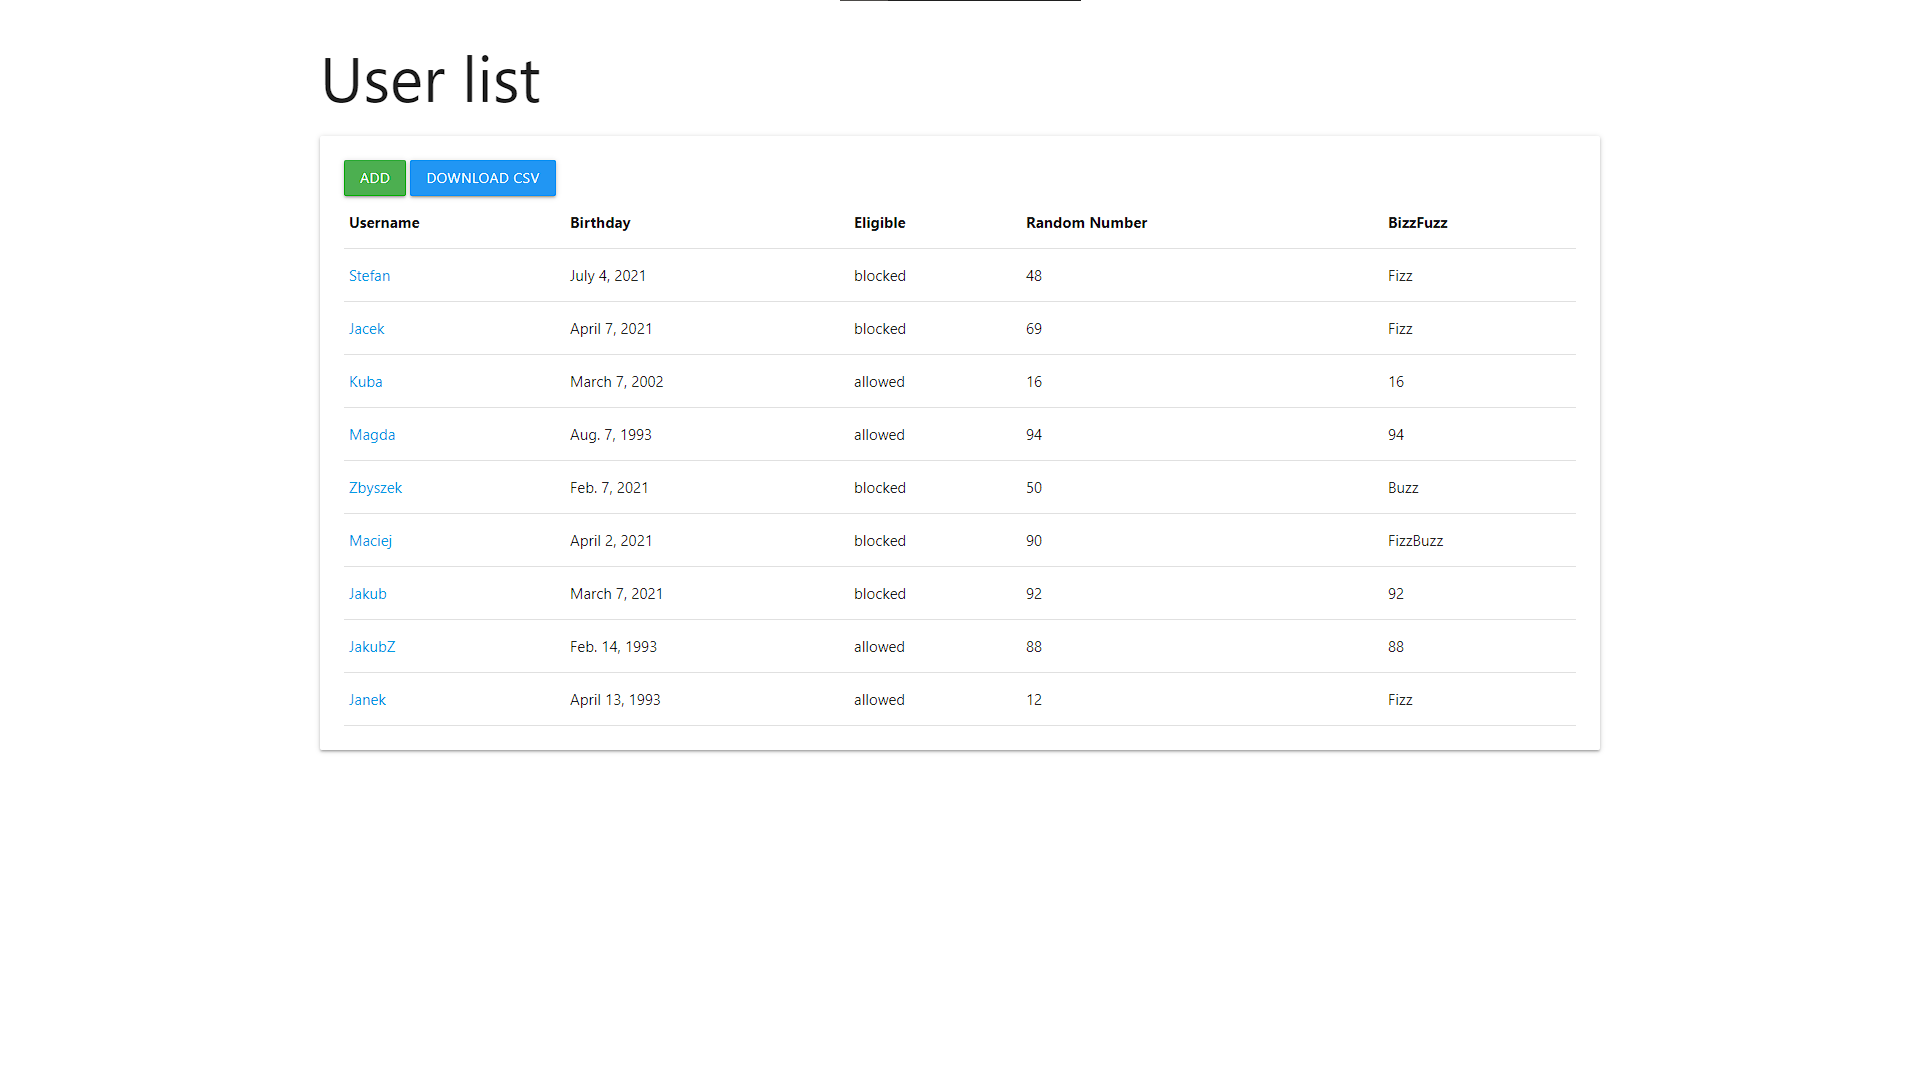 User list
ADD DOWNLOAD CSV
Username Birthday Eligible Random Number BizzFuzz
Stefan July 4, 2021 blocked 48 Fizz
Jacek April 7, 2021 blocked 69 Fizz
Kuba March 7, 2002 allowed 16 16
Magda Aug. 7, 1993 allowed 94 94
Zbyszek Feb. 7, 2021 blocked 50 Buzz
Maciej April 2, 2021 blocked 90 FizzBuzz
Jakub March 7, 2021 blocked 92 92
JakubZ Feb. 14, 1993 allowed 88 88
Janek April 13, 1993 allowed 12 Fizz